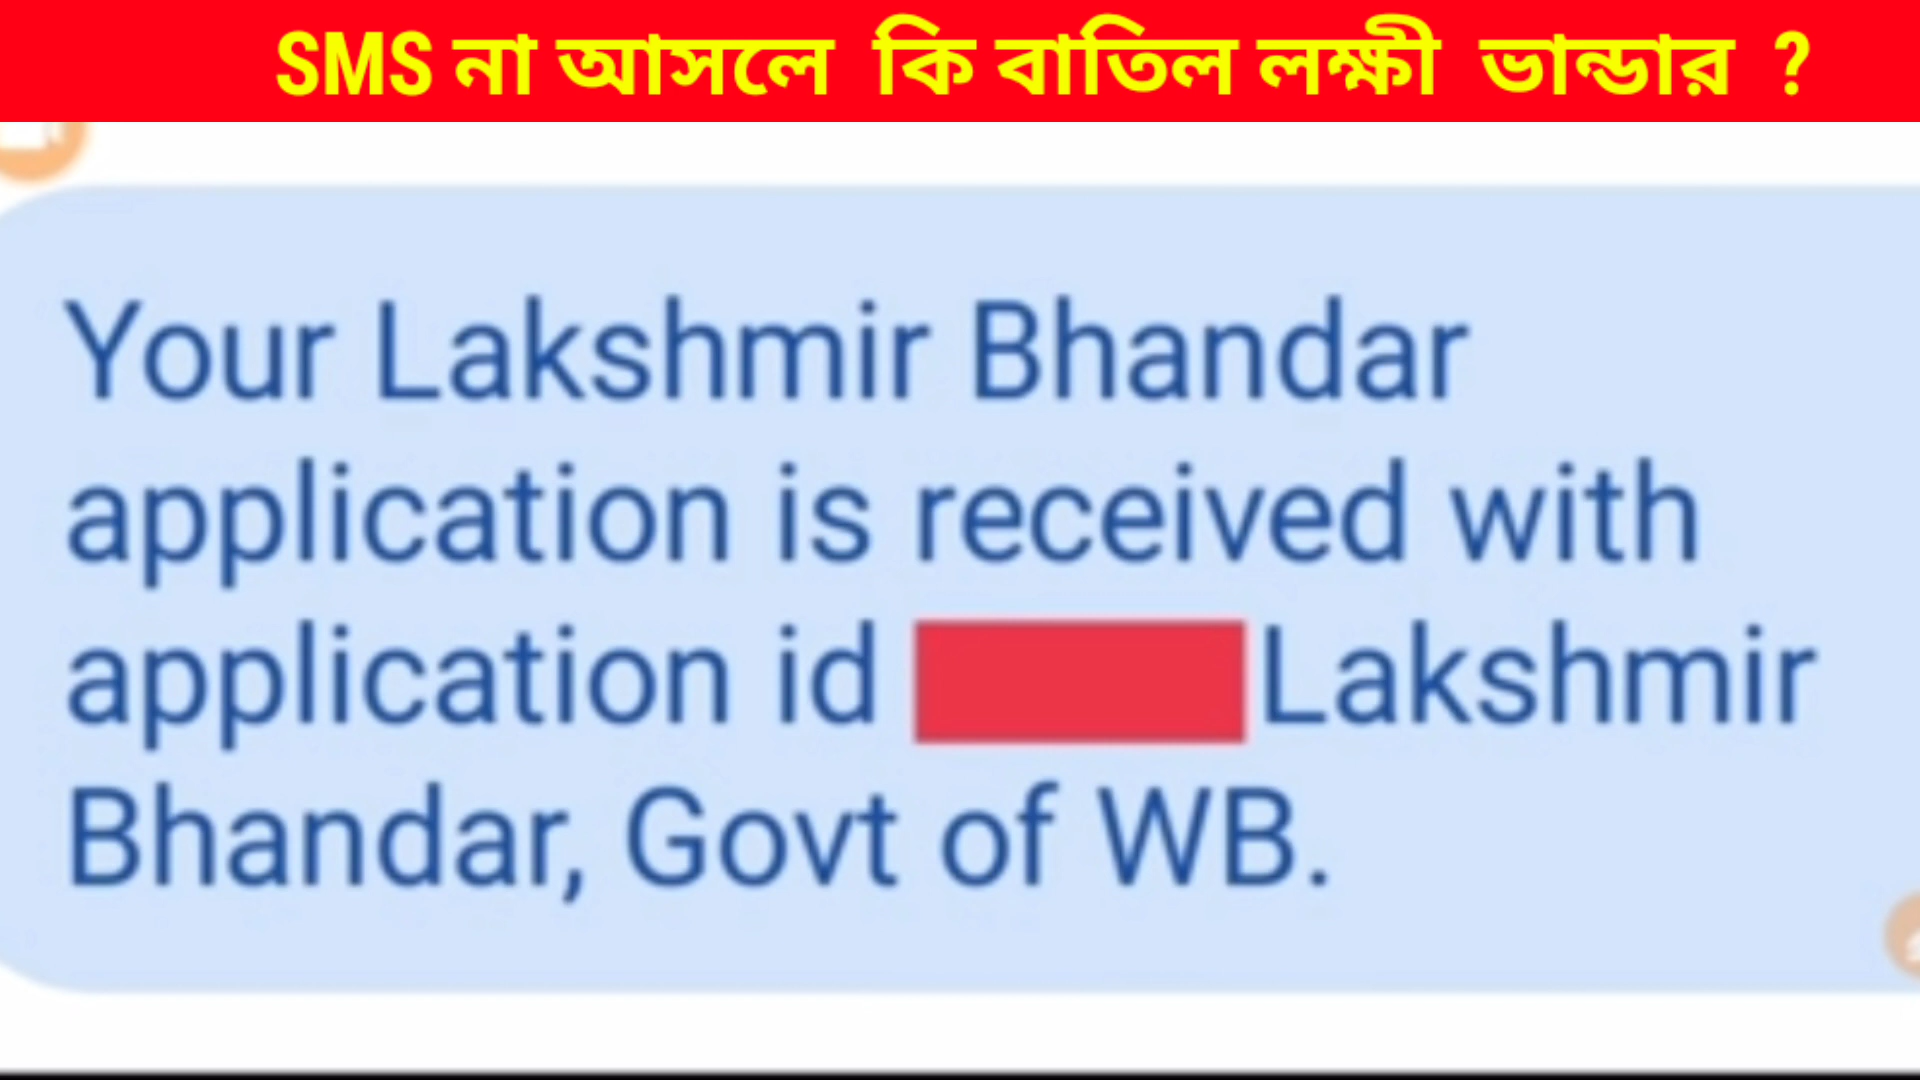 SMS না আসলে কি বাতিল লক্ষী ভান্ডার ?
Your Lakshmir Bhandar
application is received with
application id Lakshmir
Bhandar, Govt of WB.